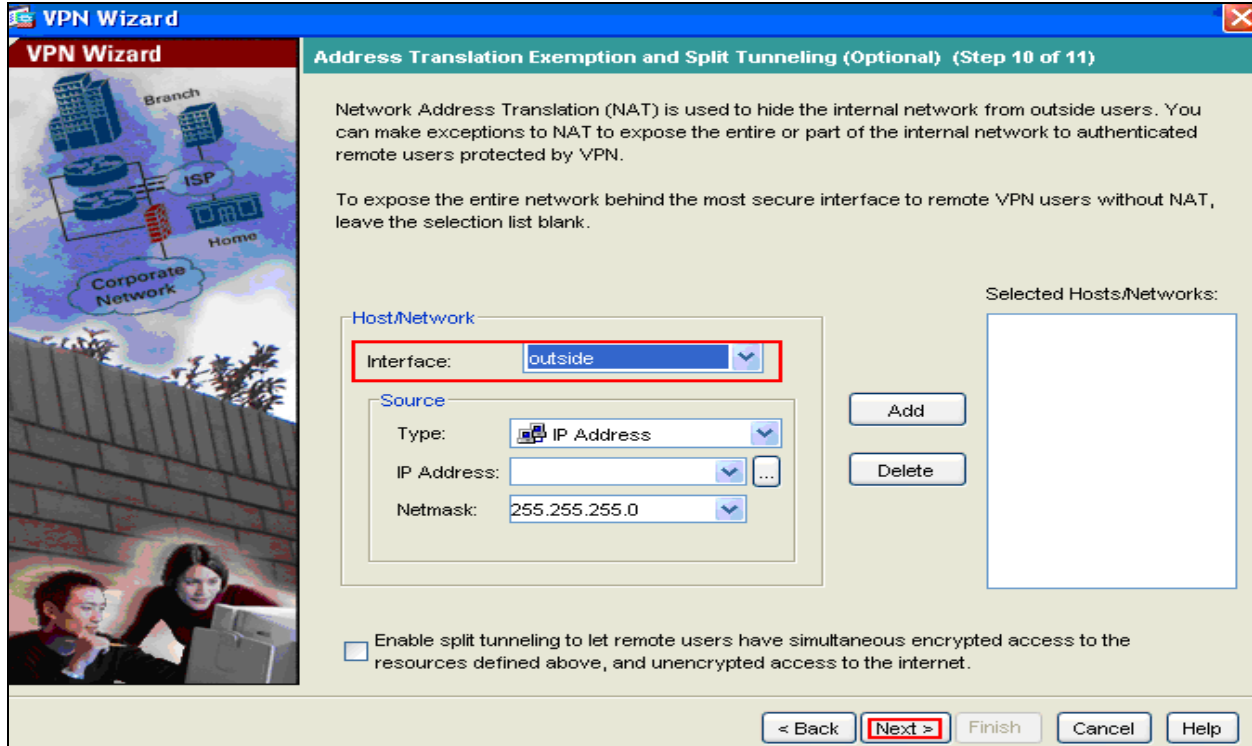 VPN Wizard
VPN Wizard
Branch
ISP
Home
Corporate
Network
Address Translation Exemption and Split Tunneling (Optional) (Step 10 of 11)
Network Address Translation (NAT) is used to hide the internal network from outside users. You
can make exceptions to NAT to expose the entire or part of the internal network to authenticated
remote users protected by VPN.
To expose the entire network behind the most secure interface to remote VPN users without NAT,
leave the selection list blank.
Selected Hosts/Networks:
Host/Network
Interface: outside
Source
Type: IP Address
IP Address: ...
Netmask: 255.255.255.0
Add
Delete
Enable split tunneling to let remote users have simultaneous encrypted access to the
resources defined above, and unencrypted access to the internet.
< Back Next > Finish Cancel Help